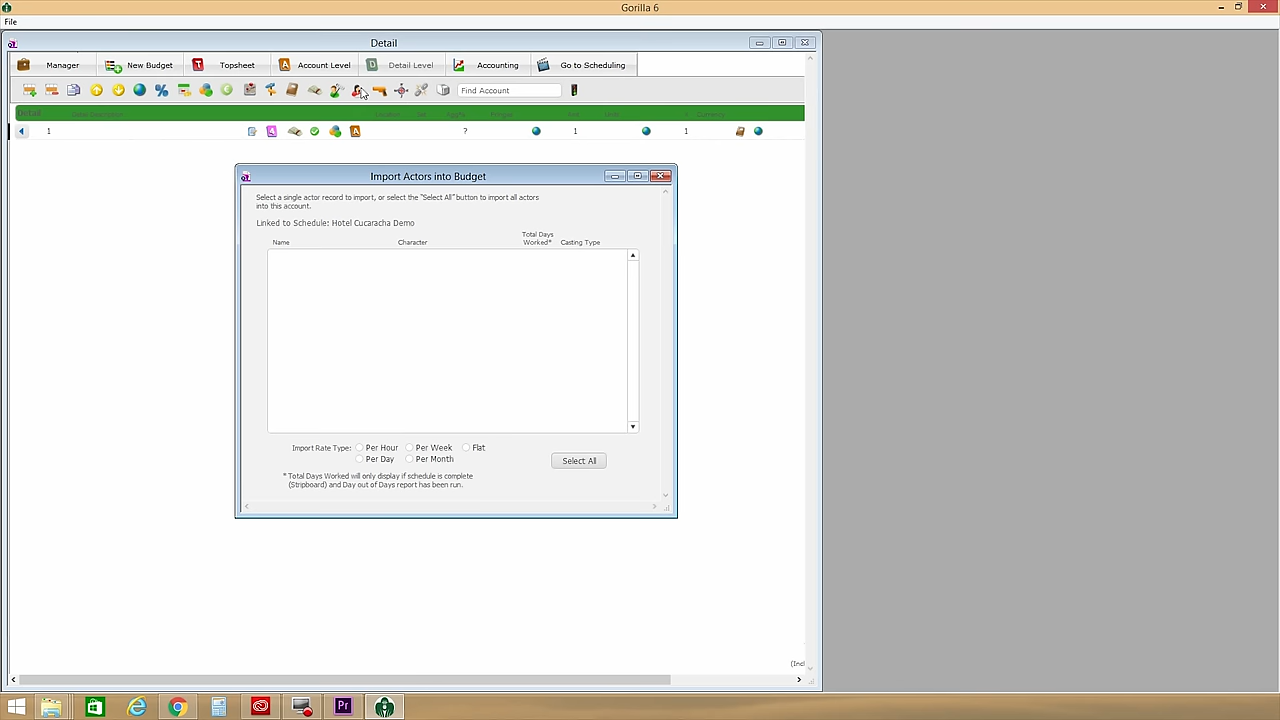 Gorilla 6
File
Detail
Manager New Budget Topsheet Account Level Detail Level Accounting Go to Scheduling
Find Account
Detail
Currency
1 ? 1 1
Import Actors into Budget
Select a single actor record to import, or select the "Select All" button to import all actors
into this account.
Linked to Schedule: Hotel Cucaracha Demo
Total Days
Name Character Worked* Casting Type
Import Rate Type: Per Hour Per Week Flat
Per Day Per Month
Select All
* Total Days Worked will only display if schedule is complete
(Stripboard) and Day out of Days report has been run.
(Incl
Pr